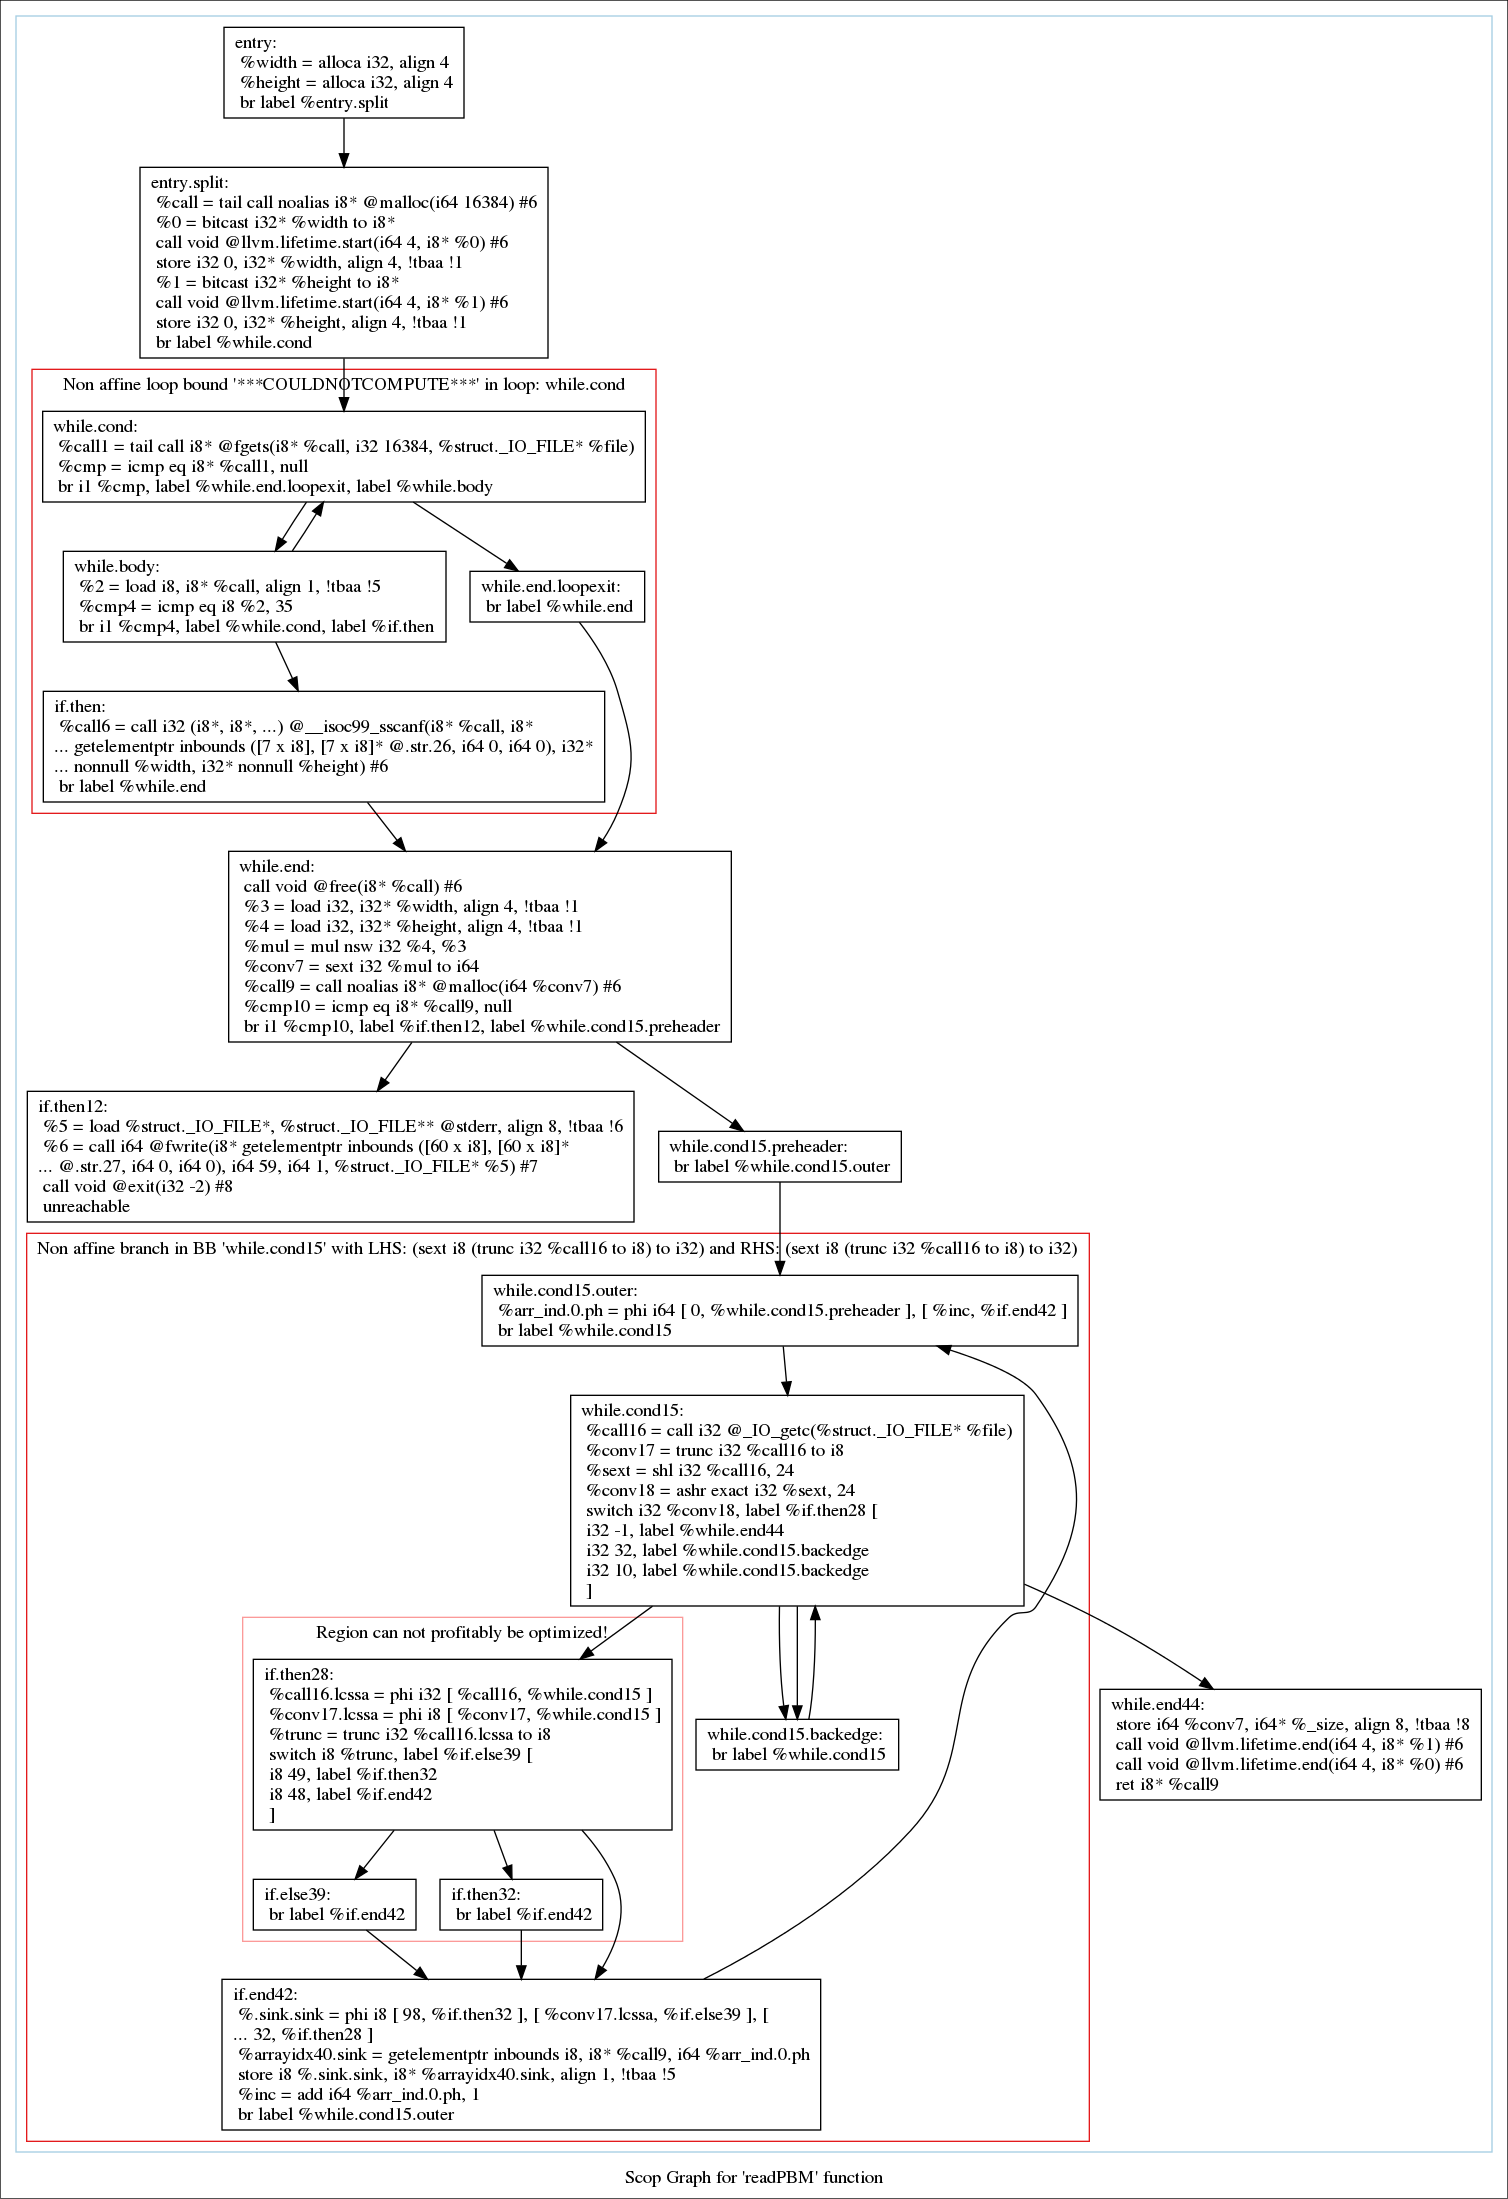 entry:
%width = alloca i32, align 4
%height = alloca i32, align 4
br label %entry.split
entry.split:
%call = tail call noalias i8* @malloc(i64 16384) #6
%0 = bitcast i32* %width to i8*
call void @llvm.lifetime.start(i64 4, i8* %0) #6
store i32 0, i32* %width, align 4, !tbaa !1
%1 = bitcast i32* %height to i8*
call void @llvm.lifetime.start(i64 4, i8* %1) #6
store i32 0, i32* %height, align 4, !tbaa !1
br label %while.cond
Non affine loop bound '***COULDNOTCOMPUTE***' in loop: while.cond
while.cond:
%call1 = tail call i8* @fgets(i8* %call, i32 16384, %struct._IO_FILE* %file)
%cmp = icmp eq i8* %call1, null
br i1 %cmp, label %while.end.loopexit, label %while.body
while.body:
%2 = load i8, i8* %call, align 1, !tbaa !5
%cmp4 = icmp eq i8 %2, 35
br i1 %cmp4, label %while.cond, label %if.then
while.end.loopexit:
br label %while.end
if.then:
%call6 = call i32 (i8*, i8*, ...) @__isoc99_sscanf(i8* %call, i8*
... getelementptr inbounds ([7 x i8], [7 x i8]* @.str.26, i64 0, i64 0), i32*
... nonnull %width, i32* nonnull %height) #6
br label %while.end
while.end:
call void @free(i8* %call) #6
%3 = load i32, i32* %width, align 4, !tbaa !1
%4 = load i32, i32* %height, align 4, !tbaa !1
%mul = mul nsw i32 %4, %3
%conv7 = sext i32 %mul to i64
%call9 = call noalias i8* @malloc(i64 %conv7) #6
%cmp10 = icmp eq i8* %call9, null
br i1 %cmp10, label %if.then12, label %while.cond15.preheader
if.then12:
%5 = load %struct._IO_FILE*, %struct._IO_FILE** @stderr, align 8, !tbaa !6
%6 = call i64 @fwrite(i8* getelementptr inbounds ([60 x i8], [60 x i8]*
... @.str.27, i64 0, i64 0), i64 59, i64 1, %struct._IO_FILE* %5) #7
call void @exit(i32 -2) #8
unreachable
while.cond15.preheader:
br label %while.cond15.outer
Non affine branch in BB 'while.cond15' with LHS: (sext i8 (trunc i32 %call16 to i8) to i32) and RHS: (sext i8 (trunc i32 %call16 to i8) to i32)
while.cond15.outer:
%arr_ind.0.ph = phi i64 [ 0, %while.cond15.preheader ], [ %inc, %if.end42 ]
br label %while.cond15
while.cond15:
%call16 = call i32 @_IO_getc(%struct._IO_FILE* %file)
%conv17 = trunc i32 %call16 to i8
%sext = shl i32 %call16, 24
%conv18 = ashr exact i32 %sext, 24
switch i32 %conv18, label %if.then28 [
i32 -1, label %while.end44
i32 32, label %while.cond15.backedge
i32 10, label %while.cond15.backedge
]
Region can not profitably be optimized!
if.then28:
%call16.lcssa = phi i32 [ %call16, %while.cond15 ]
%conv17.lcssa = phi i8 [ %conv17, %while.cond15 ]
%trunc = trunc i32 %call16.lcssa to i8
switch i8 %trunc, label %if.else39 [
i8 49, label %if.then32
i8 48, label %if.end42
]
while.cond15.backedge:
br label %while.cond15
while.end44:
store i64 %conv7, i64* %_size, align 8, !tbaa !8
call void @llvm.lifetime.end(i64 4, i8* %1) #6
call void @llvm.lifetime.end(i64 4, i8* %0) #6
ret i8* %call9
if.else39:
br label %if.end42
if.then32:
br label %if.end42
if.end42:
%.sink.sink = phi i8 [ 98, %if.then32 ], [ %conv17.lcssa, %if.else39 ], [
... 32, %if.then28 ]
%arrayidx40.sink = getelementptr inbounds i8, i8* %call9, i64 %arr_ind.0.ph
store i8 %.sink.sink, i8* %arrayidx40.sink, align 1, !tbaa !5
%inc = add i64 %arr_ind.0.ph, 1
br label %while.cond15.outer
Scop Graph for 'readPBM' function